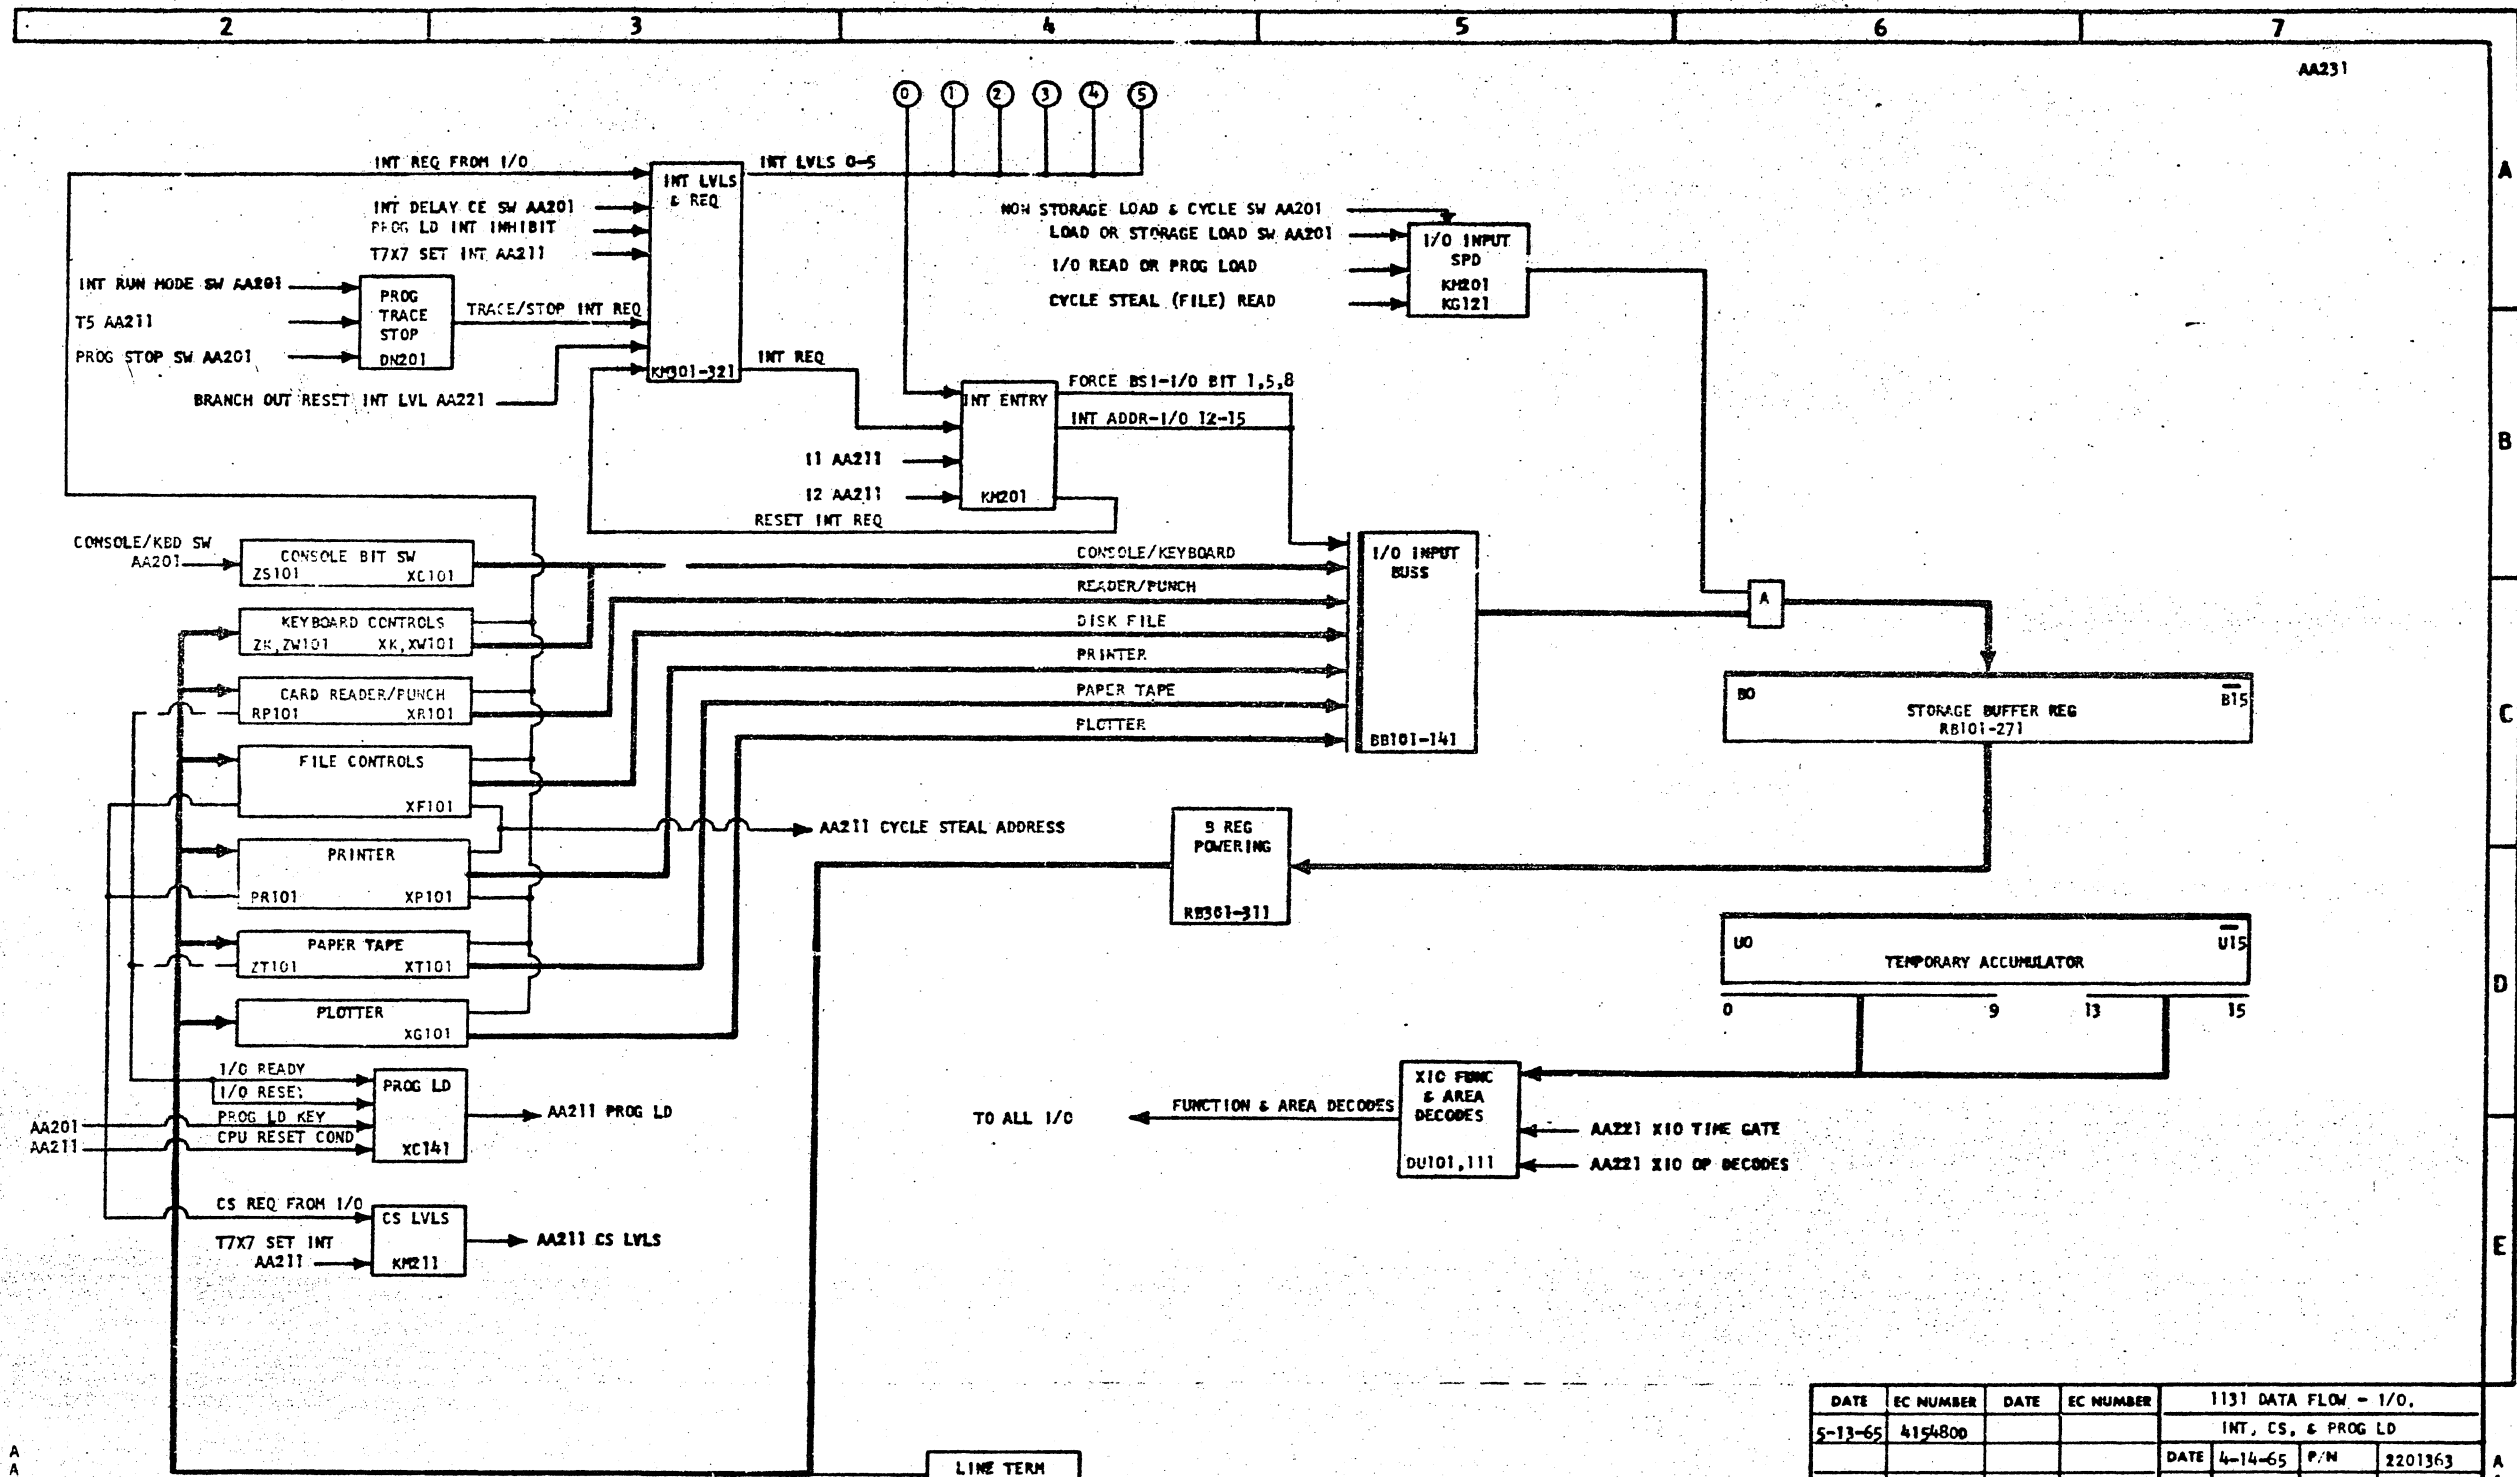 2 3 4 5 6 7
AA231
0 1 2 3 4 5
A
INT REQ FROM I/O
INT LVLS
& REQ
KM301-321
INT LVLS 0-5
INT DELAY CE SW AA201
PROG LD INT INHIBIT
T7X7 SET INT AA211
INT RUN MODE SW AA201
T5 AA211
PROG STOP SW AA201
PROG
TRACE
STOP
DN201
TRACE/STOP INT REQ
BRANCH OUT RESET INT LVL AA221
INT REQ
NON STORAGE LOAD & CYCLE SW AA201
LOAD OR STORAGE LOAD SW AA201
I/O READ OR PROG LOAD
CYCLE STEAL (FILE) READ
I/O INPUT
SPD
KM201
KG121
B
INT ENTRY
KM201
FORCE BSI-I/O BIT 1,5,8
INT ADDR-I/O 12-15
I1 AA211
I2 AA211
RESET INT REQ
CONSOLE/KBD SW
AA201
CONSOLE BIT SW
ZS101 XC101
KEYBOARD CONTROLS
ZK,ZW101 XK,XW101
CARD READER/PUNCH
RP101 XR101
FILE CONTROLS
XF101
PRINTER
PR101 XP101
PAPER TAPE
ZT101 XT101
PLOTTER
XG101
CONSOLE/KEYBOARD
READER/PUNCH
DISK FILE
PRINTER
PAPER TAPE
PLOTTER
I/O INPUT
BUSS
BB101-141
A
C
B0 B15
STORAGE BUFFER REG
RB101-271
AA211 CYCLE STEAL ADDRESS
B REG
POWERING
RB301-311
D
U0 U15
TEMPORARY ACCUMULATOR
0 9 13 15
I/O READY
I/O RESET
PROG LD KEY
CPU RESET COND
AA201
AA211
PROG LD
XC141
AA211 PROG LD
TO ALL I/O
FUNCTION & AREA DECODES
XIO FUNC
& AREA
DECODES
DU101,111
AA221 XIO TIME GATE
AA221 XIO OP DECODES
CS REQ FROM I/O
T7X7 SET INT
AA211
CS LVLS
KM211
AA211 CS LVLS
E
LINE TERM
DATE EC NUMBER DATE EC NUMBER
5-13-65 415480D
1131 DATA FLOW - I/O,
INT, CS, & PROG LD
DATE 4-14-65 P/N 2201363
A
A
A